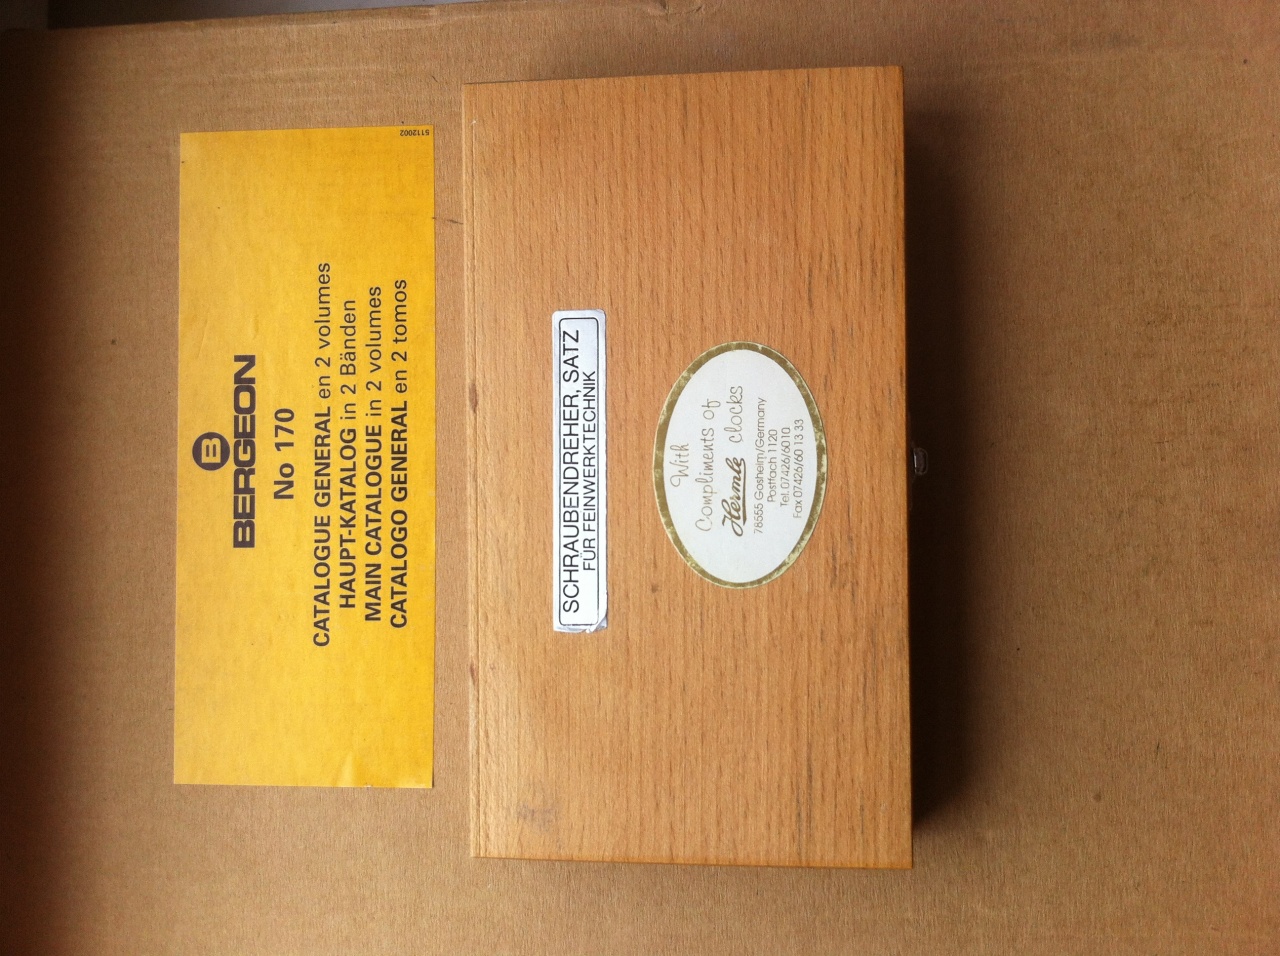 B
BERGEON
No 170
CATALOGUE GENERAL en 2 volumes
HAUPT-KATALOG in 2 Bänden
MAIN CATALOGUE in 2 volumes
CATALOGO GENERAL en 2 tomos
5112002
SCHRAUBENDREHER, SATZ
FÜR FEINWERKTECHNIK
With
Compliments of
Hermle clocks
78555 Gosheim/Germany
Postfach 1120
Tel. 07426/6010
Fax 07426/60 13 33